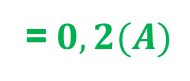 = 0, 2(A)